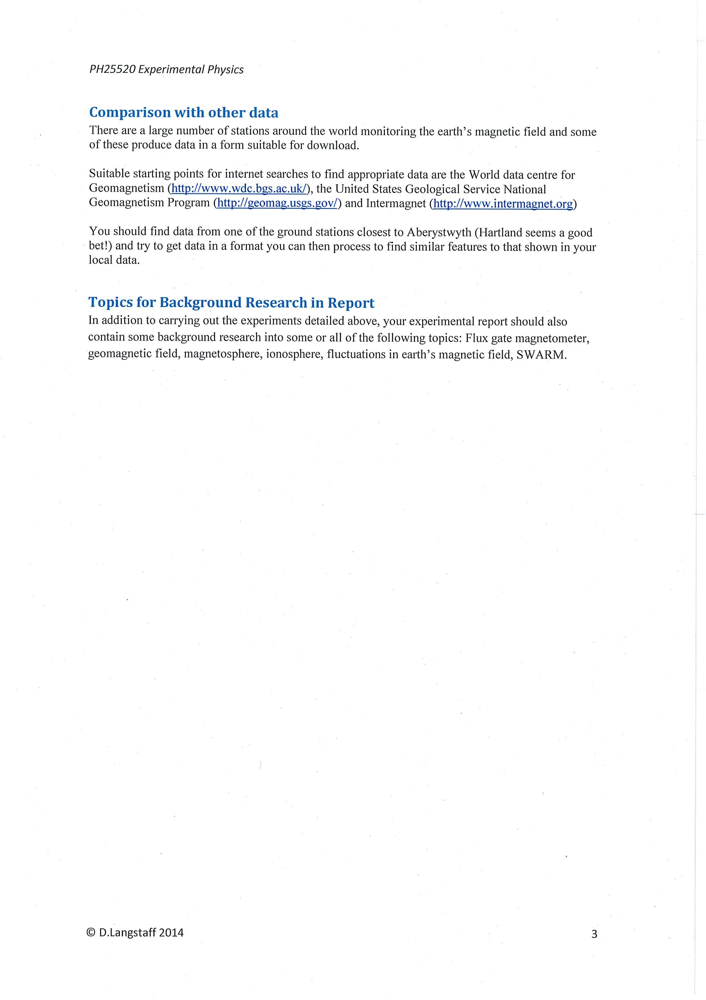 PH25520 Experimental Physics
Comparison with other data
There are a large number of stations around the world monitoring the earth's magnetic field and some
of these produce data in a form suitable for download.
Suitable starting points for internet searches to find appropriate data are the World data centre for
Geomagnetism (http://www.wdc.bgs.ac.uk/), the United States Geological Service National
Geomagnetism Program (http://geomag.usgs.gov/) and Intermagnet (http://www.intermagnet.org)
You should find data from one of the ground stations closest to Aberystwyth (Hartland seems a good
bet!) and try to get data in a format you can then process to find similar features to that shown in your
local data.
Topics for Background Research in Report
In addition to carrying out the experiments detailed above, your experimental report should also
contain some background research into some or all of the following topics: Flux gate magnetometer,
geomagnetic field, magnetosphere, ionosphere, fluctuations in earth's magnetic field, SWARM.
© D.Langstaff 2014
3